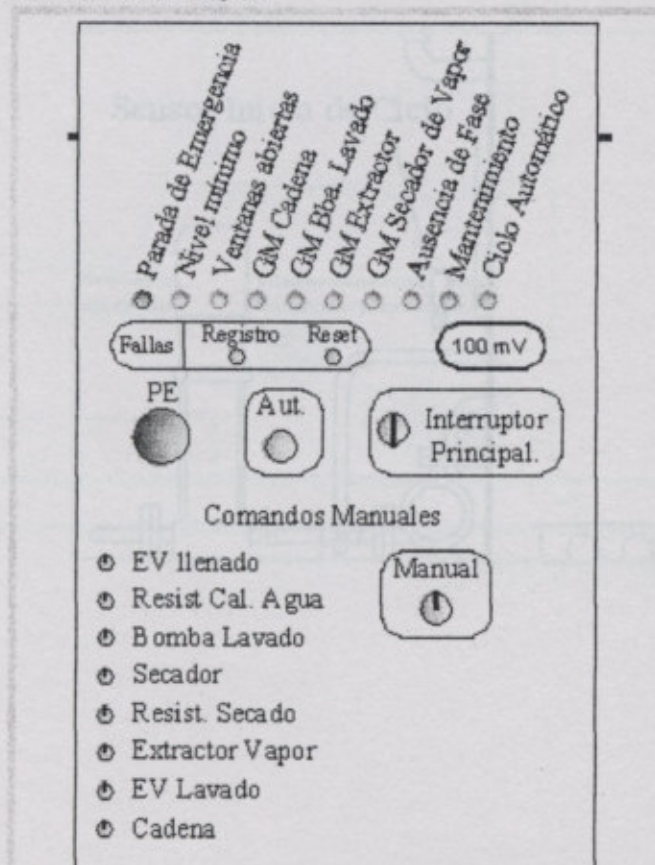 Parada de Emergencia
Nivel mínimo
Ventanas abiertas
GM Cadena
GM Bba. Lavado
GM Extractor
GM Secador de Vapor
Ausencia de Fase
Mantenimiento
Ciclo Automático
Fallas
Registro
Reset
100 mV
PE
Aut.
Interruptor
Principal.
Comandos Manuales
Manual
EV llenado
Resist Cal. Agua
Bomba Lavado
Secador
Resist. Secado
Extractor Vapor
EV Lavado
Cadena